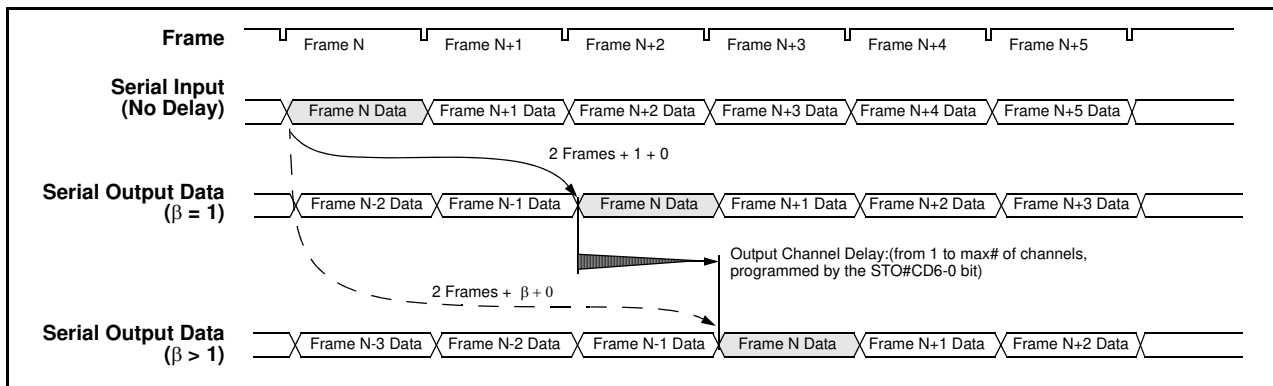 Frame
Frame N Frame N+1 Frame N+2 Frame N+3 Frame N+4 Frame N+5
Serial Input
(No Delay)
Frame N Data Frame N+1 Data Frame N+2 Data Frame N+3 Data Frame N+4 Data Frame N+5 Data
2 Frames + 1 + 0
Serial Output Data
(β = 1)
Frame N-2 Data Frame N-1 Data Frame N Data Frame N+1 Data Frame N+2 Data Frame N+3 Data
Output Channel Delay:(from 1 to max# of channels,
programmed by the STO#CD6-0 bit)
2 Frames + β + 0
Serial Output Data
(β > 1)
Frame N-3 Data Frame N-2 Data Frame N-1 Data Frame N Data Frame N+1 Data Frame N+2 Data